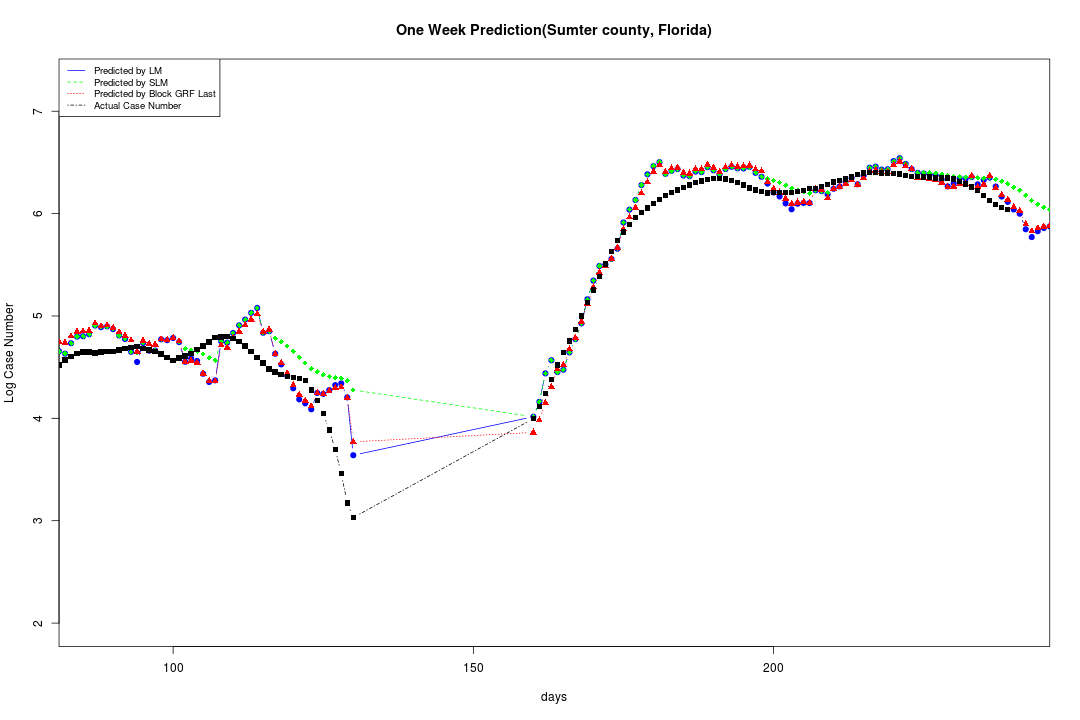 One Week Prediction(Sumter county, Florida)
Predicted by LM
Predicted by SLM
Predicted by Block GRF Last
Actual Case Number
7
6
5
4
3
2
Log Case Number
100
150
200
days